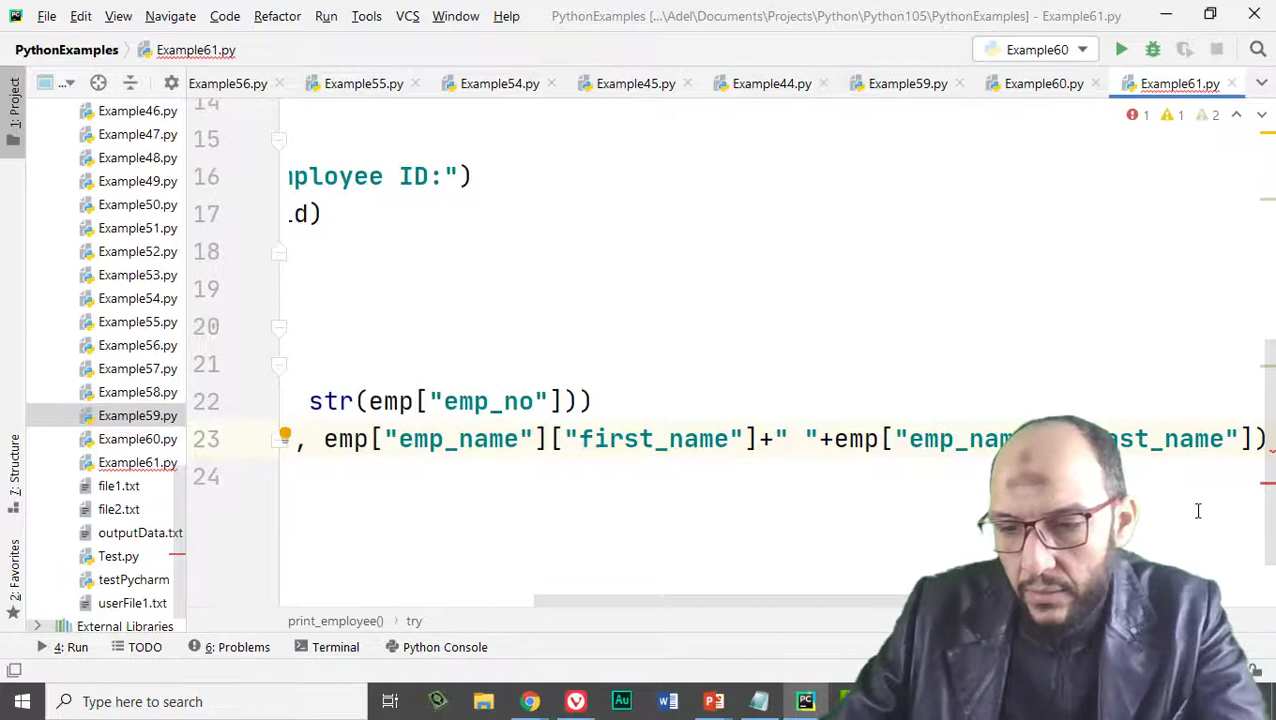 File Edit View Navigate Code Refactor Run Tools VCS Window Help PythonExamples [...\Adel\Documents\Projects\Python\Python105\PythonExamples] - Example61.py
PythonExamples Example61.py Example60
... Example56.py Example55.py Example54.py Example45.py Example44.py Example59.py Example60.py Example61.py
1: Project
1 1 2
Example46.py
Example47.py
Example48.py
Example49.py
Example50.py
Example51.py
Example52.py
Example53.py
Example54.py
Example55.py
Example56.py
Example57.py
Example58.py
Example59.py
Example60.py
Example61.py
file1.txt
file2.txt
outputData.txt
Test.py
testPycharm
userFile1.txt
External Libraries
14
15
16 mployee ID:")
17 id)
18
19
20
21
22 str(emp["emp_no"]))
23 , emp["emp_name"]["first_name"]+" "+emp["emp_na ast_name"])
24
7: Structure
2: Favorites
print_employee() try
4: Run TODO 6: Problems Terminal Python Console
Type here to search